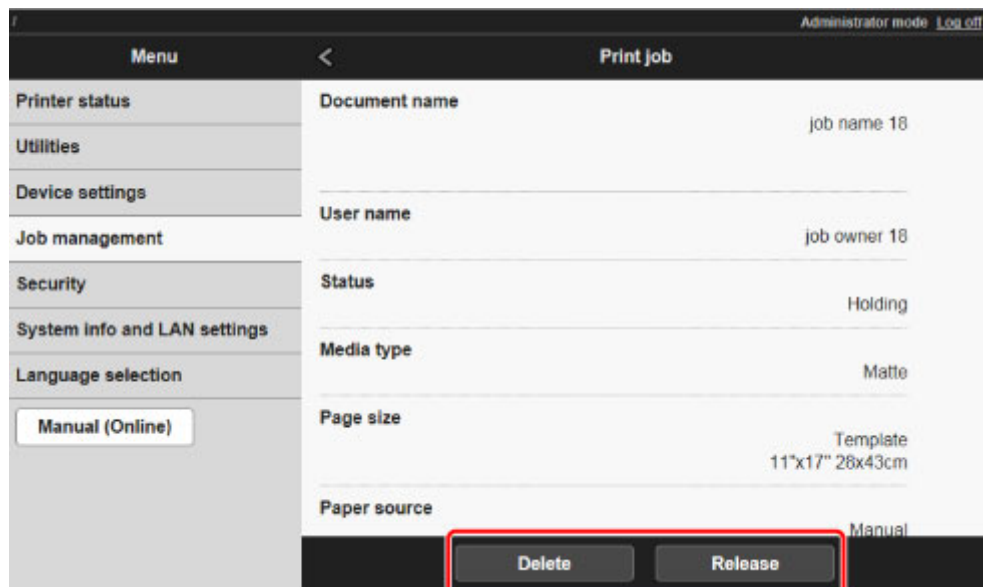 /
Administrator mode Log off
Menu
< Print job
Printer status
Utilities
Device settings
Job management
Security
System info and LAN settings
Language selection
Manual (Online)
Document name
job name 18
User name
job owner 18
Status
Holding
Media type
Matte
Page size
Template
11"x17" 28x43cm
Paper source
Manual
Delete Release